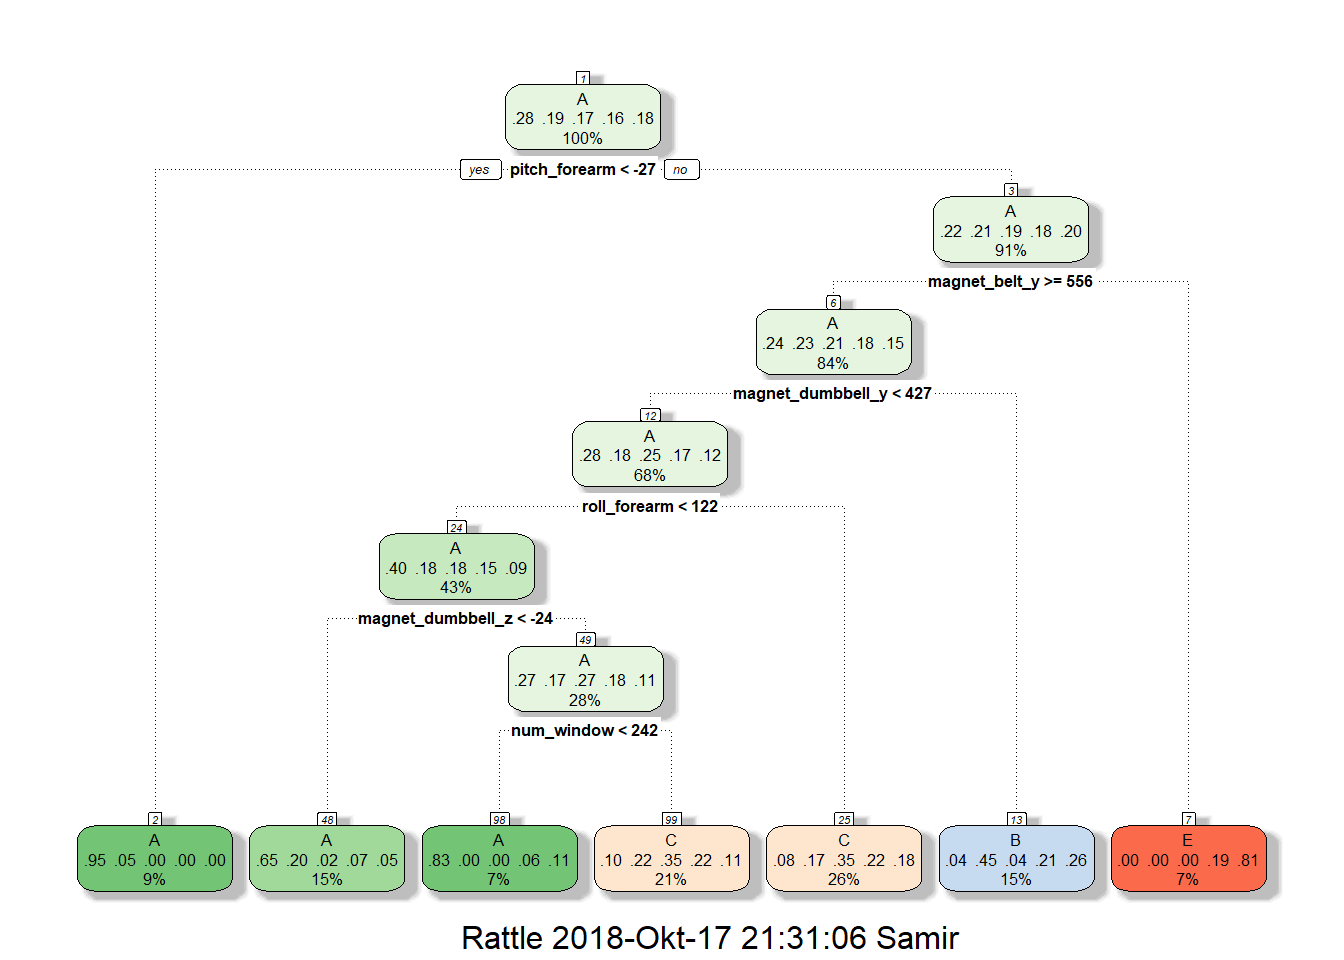 1
A
.28 .19 .17 .16 .18
100%
yes pitch_forearm < -27 no
3
A
.22 .21 .19 .18 .20
91%
magnet_belt_y >= 556
6
A
.24 .23 .21 .18 .15
84%
magnet_dumbbell_y < 427
12
A
.28 .18 .25 .17 .12
68%
roll_forearm < 122
24
A
.40 .18 .18 .15 .09
43%
magnet_dumbbell_z < -24
49
A
.27 .17 .27 .18 .11
28%
num_window < 242
2
A
.95 .05 .00 .00 .00
9%
48
A
.65 .20 .02 .07 .05
15%
98
A
.83 .00 .00 .06 .11
7%
99
C
.10 .22 .35 .22 .11
21%
25
C
.08 .17 .35 .22 .18
26%
13
B
.04 .45 .04 .21 .26
15%
7
E
.00 .00 .00 .19 .81
7%
Rattle 2018-Okt-17 21:31:06 Samir